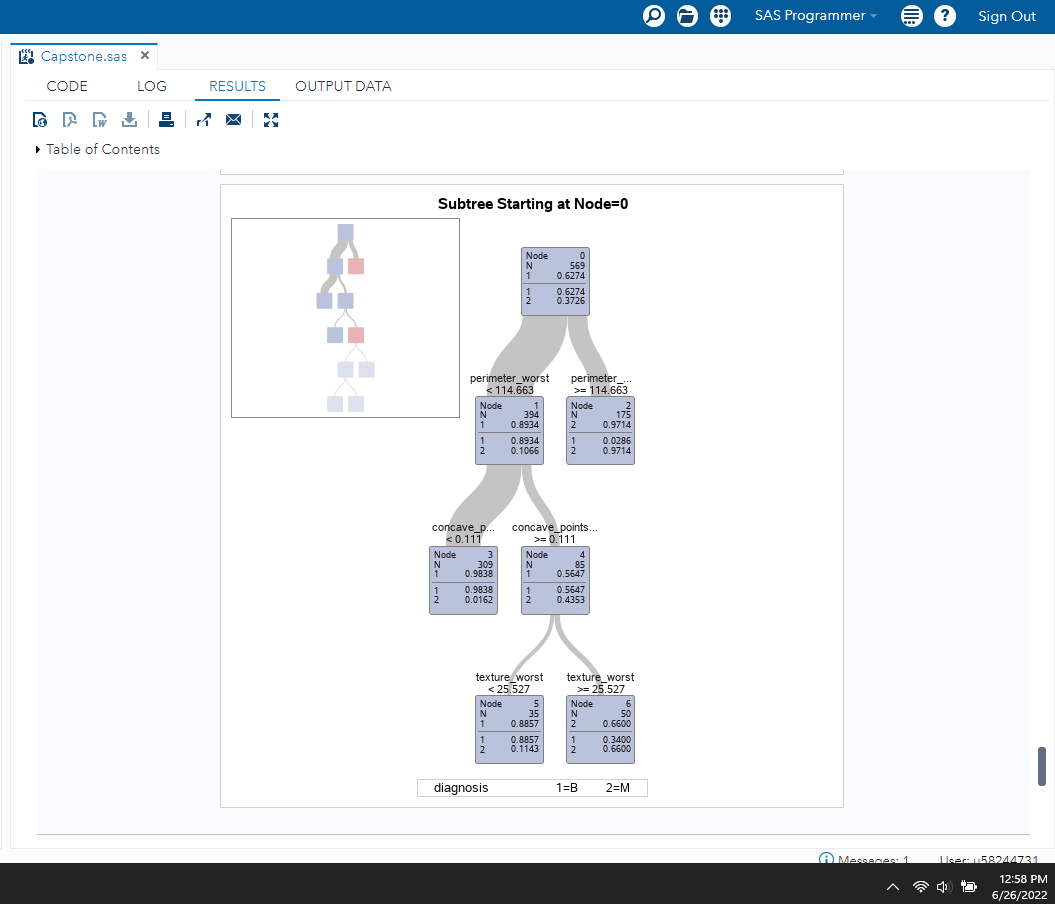 SAS Programmer
Sign Out
Capstone.sas
CODE LOG RESULTS OUTPUT DATA
Table of Contents
Subtree Starting at Node=0
Node 0
N 569
1 0.6274
1 0.6274
2 0.3726
perimeter_worst
< 114.663
perimeter_...
>= 114.663
Node 1
N 394
1 0.8934
1 0.8934
2 0.1066
Node 2
N 175
2 0.9714
1 0.0286
2 0.9714
concave_p...
< 0.111
concave_points...
>= 0.111
Node 3
N 309
1 0.9838
1 0.9838
2 0.0162
Node 4
N 85
1 0.5647
1 0.5647
2 0.4353
texture_worst
< 25.527
texture_worst
>= 25.527
Node 5
N 35
1 0.8857
1 0.8857
2 0.1143
Node 6
N 50
2 0.6600
1 0.3400
2 0.6600
diagnosis 1=B 2=M
Messages: 1 User: u58244731
12:58 PM
6/26/2022